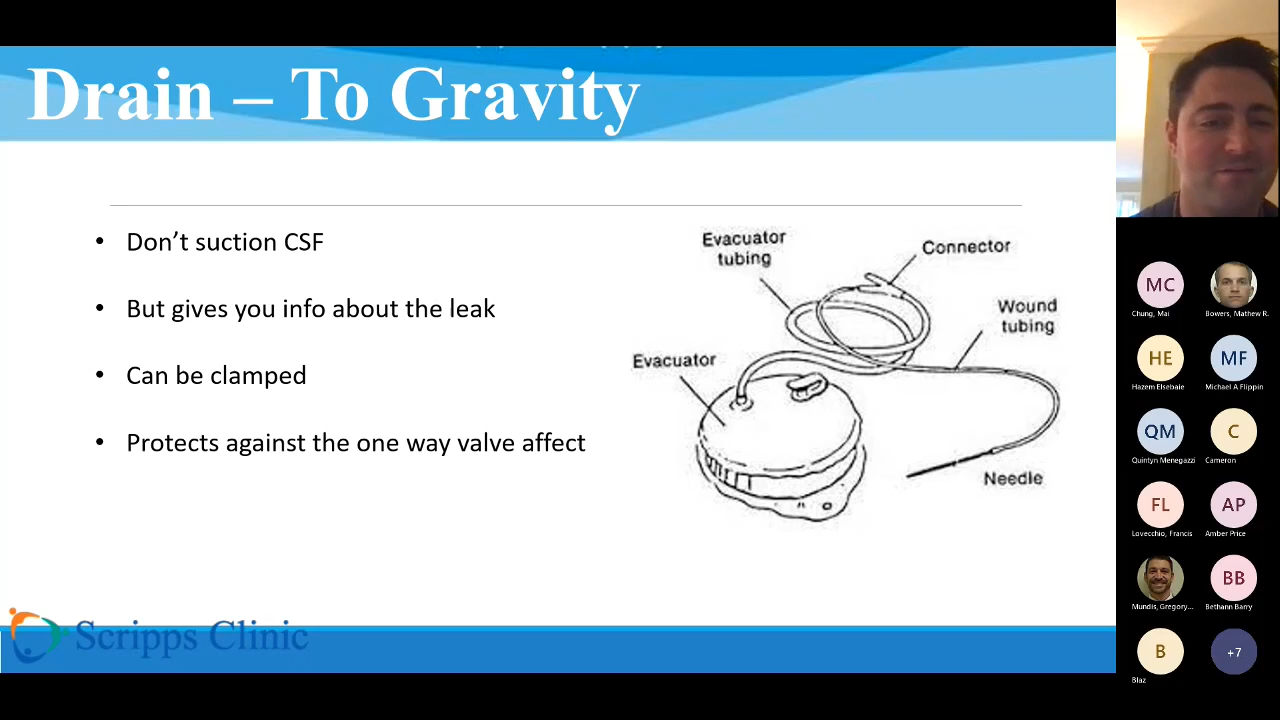 Drain – To Gravity
• Don’t suction CSF
• But gives you info about the leak
• Can be clamped
• Protects against the one way valve affect
Evacuator
tubing
Connector
Wound
tubing
Evacuator
Needle
Scripps Clinic
MC
Chung, Mai
Bowers, Mathew R.
HE
Hazem Elsebaie
MF
Michael A Flippin
QM
Quintyn Menegazzi
C
Cameron
FL
Lovecchio, Francis
AP
Amber Price
Mundis, Gregory...
BB
Bethann Barry
B
Blaz
+7